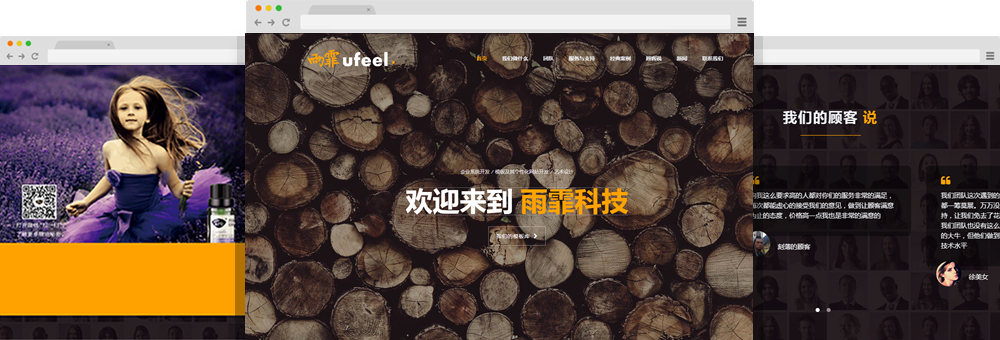 雨霏 ufeel.
首页 我们做什么 团队 服务与支持 经典案例 顾客说 新闻 联系我们
企业系统开发 / 模板及其个性化网站开发 / 艺术设计
欢迎来到 雨霏科技
我们的模板库
我们的顾客 说
我这么要求高的人都对你们的服务非常的满足，
次都能虚心的接受我们的意见，做到让顾客满意
止的态度，价格高一点我也是非常的满意的
刻薄的顾客
我们团队这次遇到的
都一筹莫展。万万没
持，让我们免去了花
我们团队也没有这么
的大牛，但他们做到
技术水平
徐美女